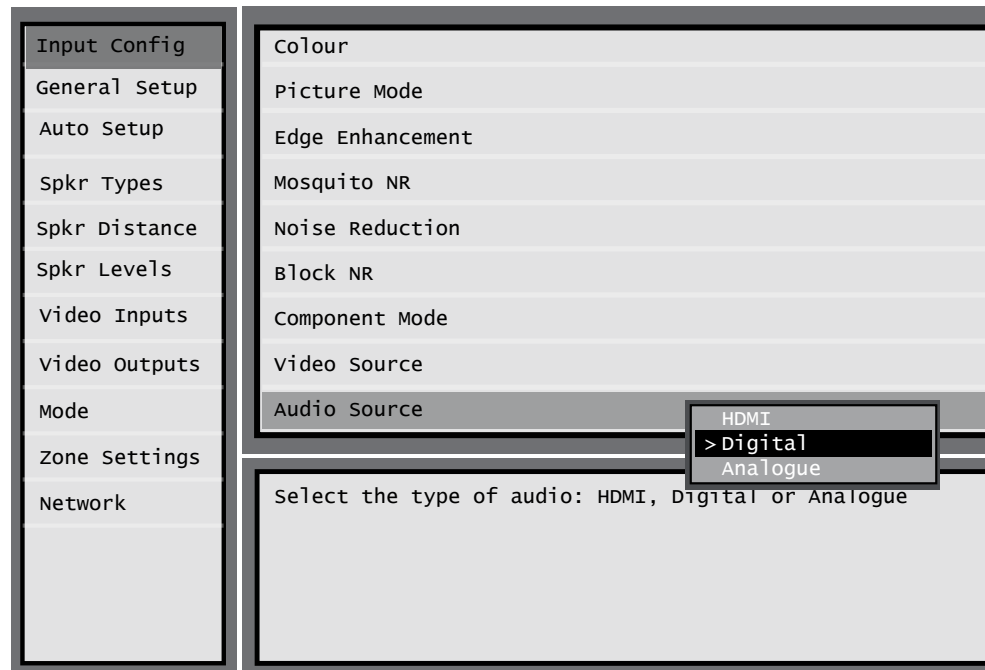 Input Config
General Setup
Auto Setup
Spkr Types
Spkr Distance
Spkr Levels
Video Inputs
Video Outputs
Mode
Zone Settings
Network
Colour
Picture Mode
Edge Enhancement
Mosquito NR
Noise Reduction
Block NR
Component Mode
Video Source
Audio Source
HDMI
>Digital
Analogue
Select the type of audio: HDMI, Digital or Analogue